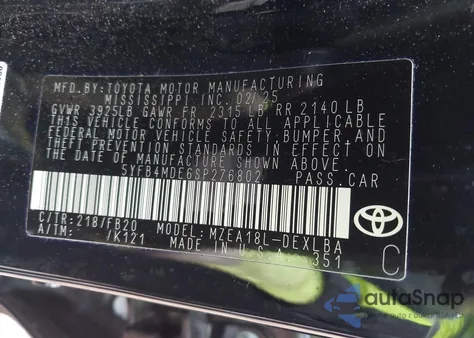 MFD.BY:TOYOTA MOTOR MANUFACTURING
MISSISSIPPI, INC. 02/25
GVWR 3925LB GAWR FR 2315 LB RR 2140 LB
THIS VEHICLE CONFORMS TO ALL APPLICABLE
FEDERAL MOTOR VEHICLE SAFETY, BUMPER, AND
THEFT PREVENTION STANDARDS IN EFFECT
ON THE DATE OF MANUFACTURE SHOWN ABOVE.
5YFB4MDE6SP276802 PASS.CAR
C/TR:218/FB20 MODEL:MZEA18L-DEXLBA
A/TM: /K121 MADE IN U.S.A. 351
C
autoSnap